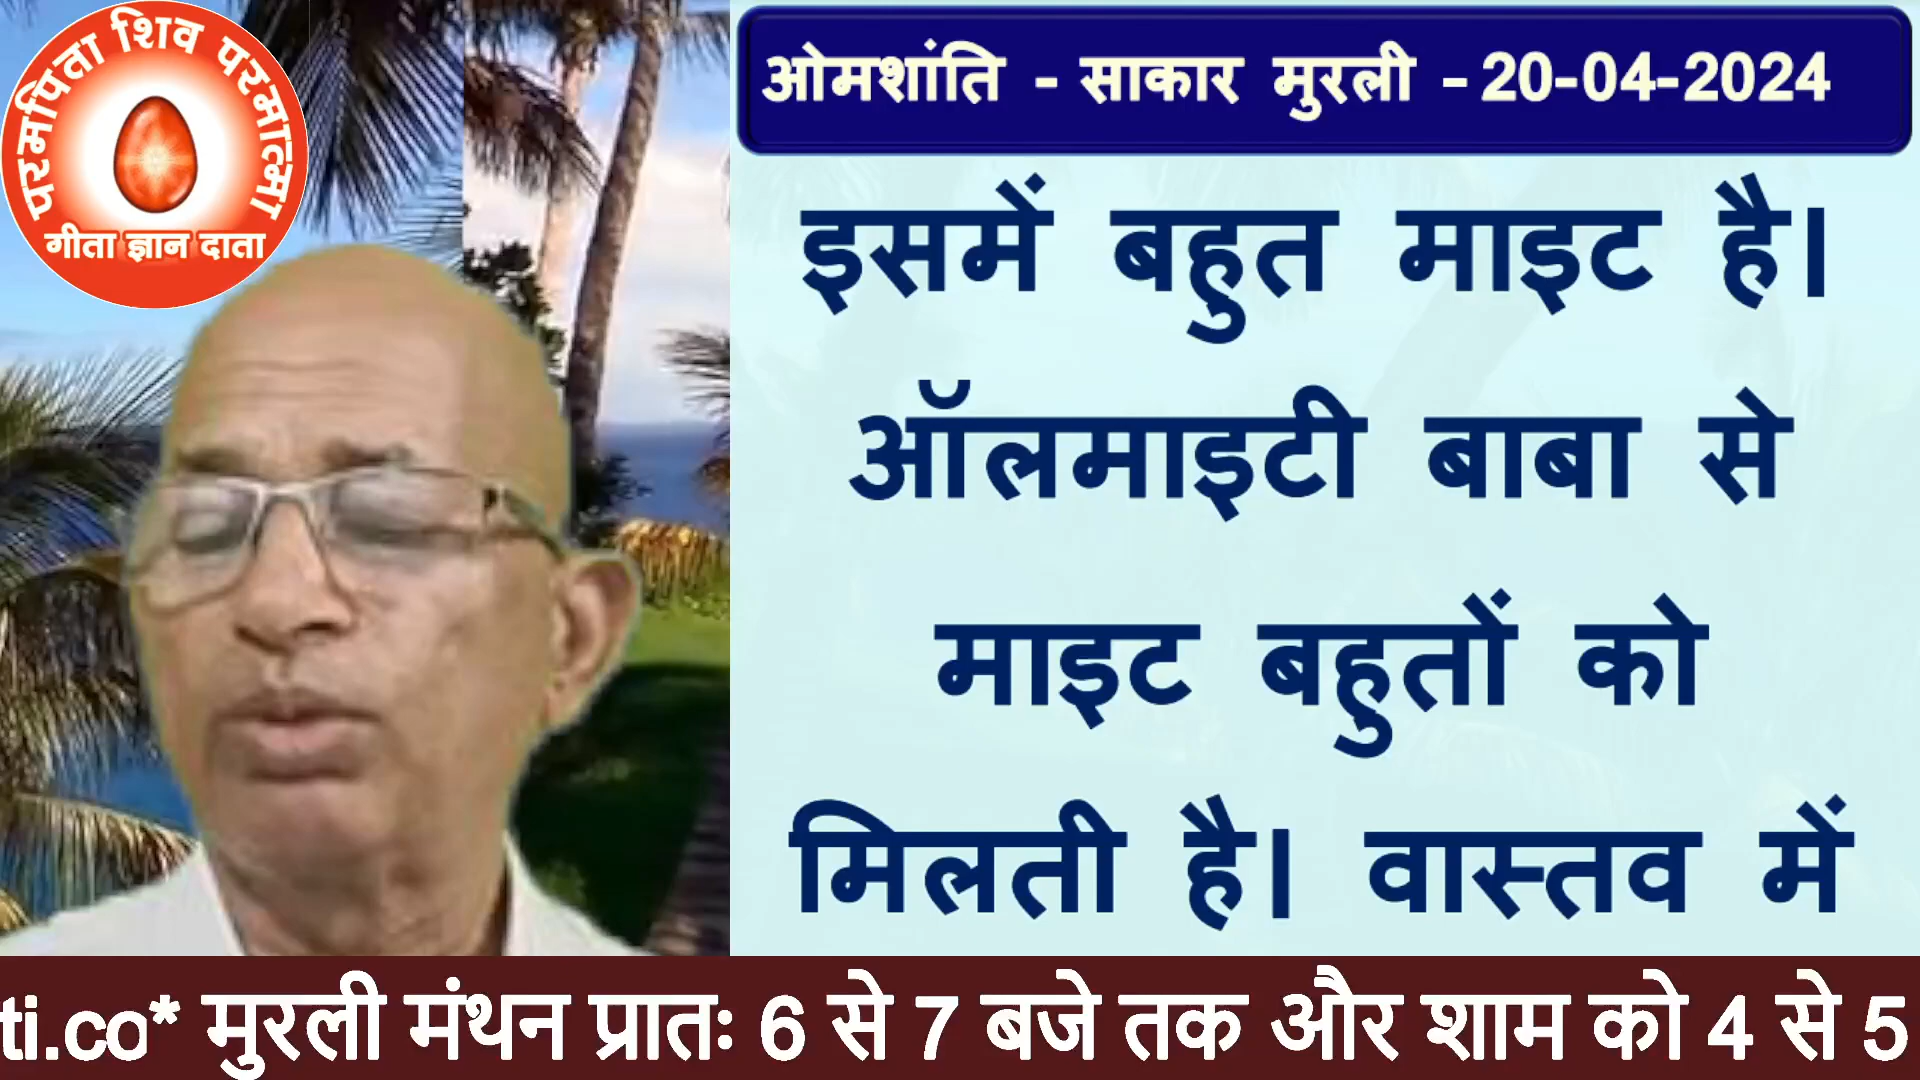 परमपिता शिव परमात्मा
गीता ज्ञान दाता
ओमशांति - साकार मुरली - 20-04-2024
इसमें बहुत माइट है।
ऑलमाइटी बाबा से
माइट बहुतों को
मिलती है। वास्तव में
ti.co* मुरली मंथन प्रातः 6 से 7 बजे तक और शाम को 4 से 5